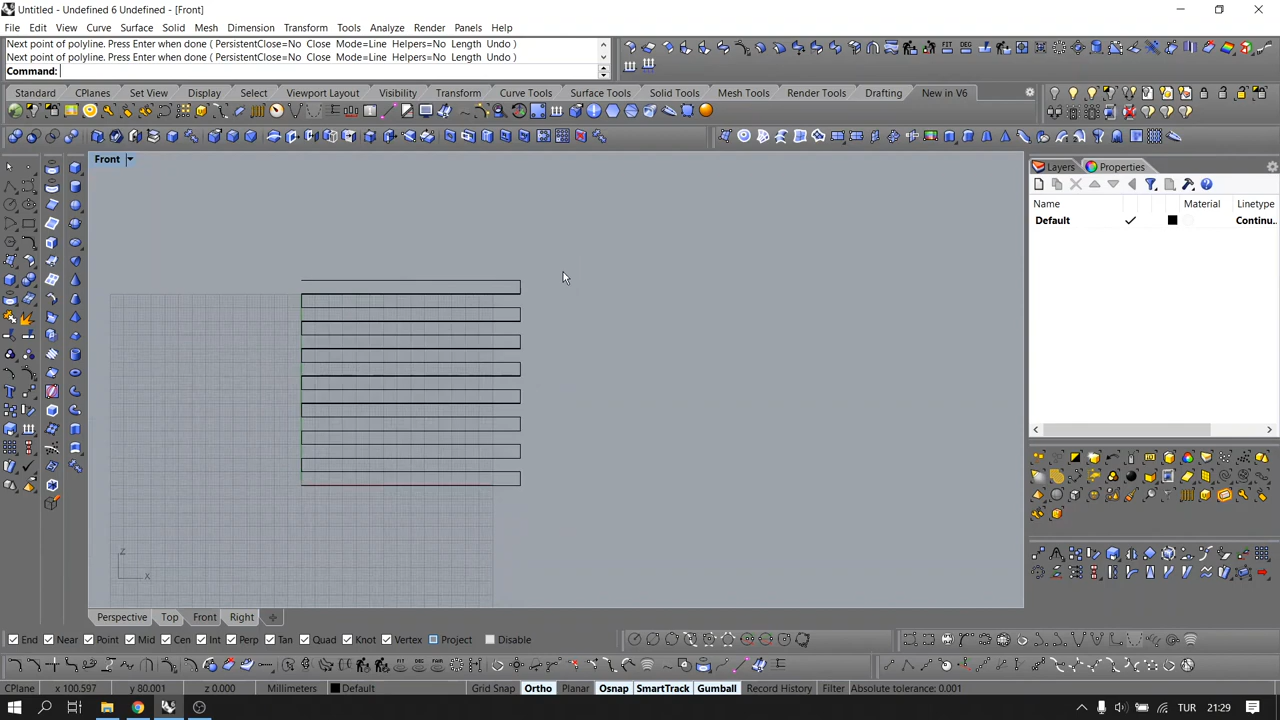 Untitled - Undefined 6 Undefined - [Front]
File Edit View Curve Surface Solid Mesh Dimension Transform Tools Analyze Render Panels Help
Next point of polyline. Press Enter when done ( PersistentClose=No Close Mode=Line Helpers=No Length Undo )
Next point of polyline. Press Enter when done ( PersistentClose=No Close Mode=Line Helpers=No Length Undo )
Command:
Standard CPlanes Set View Display Select Viewport Layout Visibility Transform Curve Tools Surface Tools Solid Tools Mesh Tools Render Tools Drafting New in V6
Front
Layers Properties
Name Material Linetype
Default Continu...
z
x
Perspective Top Front Right
End Near Point Mid Cen Int Perp Tan Quad Knot Vertex Project Disable
CPlane x 100.597 y 80.001 z 0.000 Millimeters Default Grid Snap Ortho Planar Osnap SmartTrack Gumball Record History Filter Absolute tolerance: 0.001
TUR 21:29